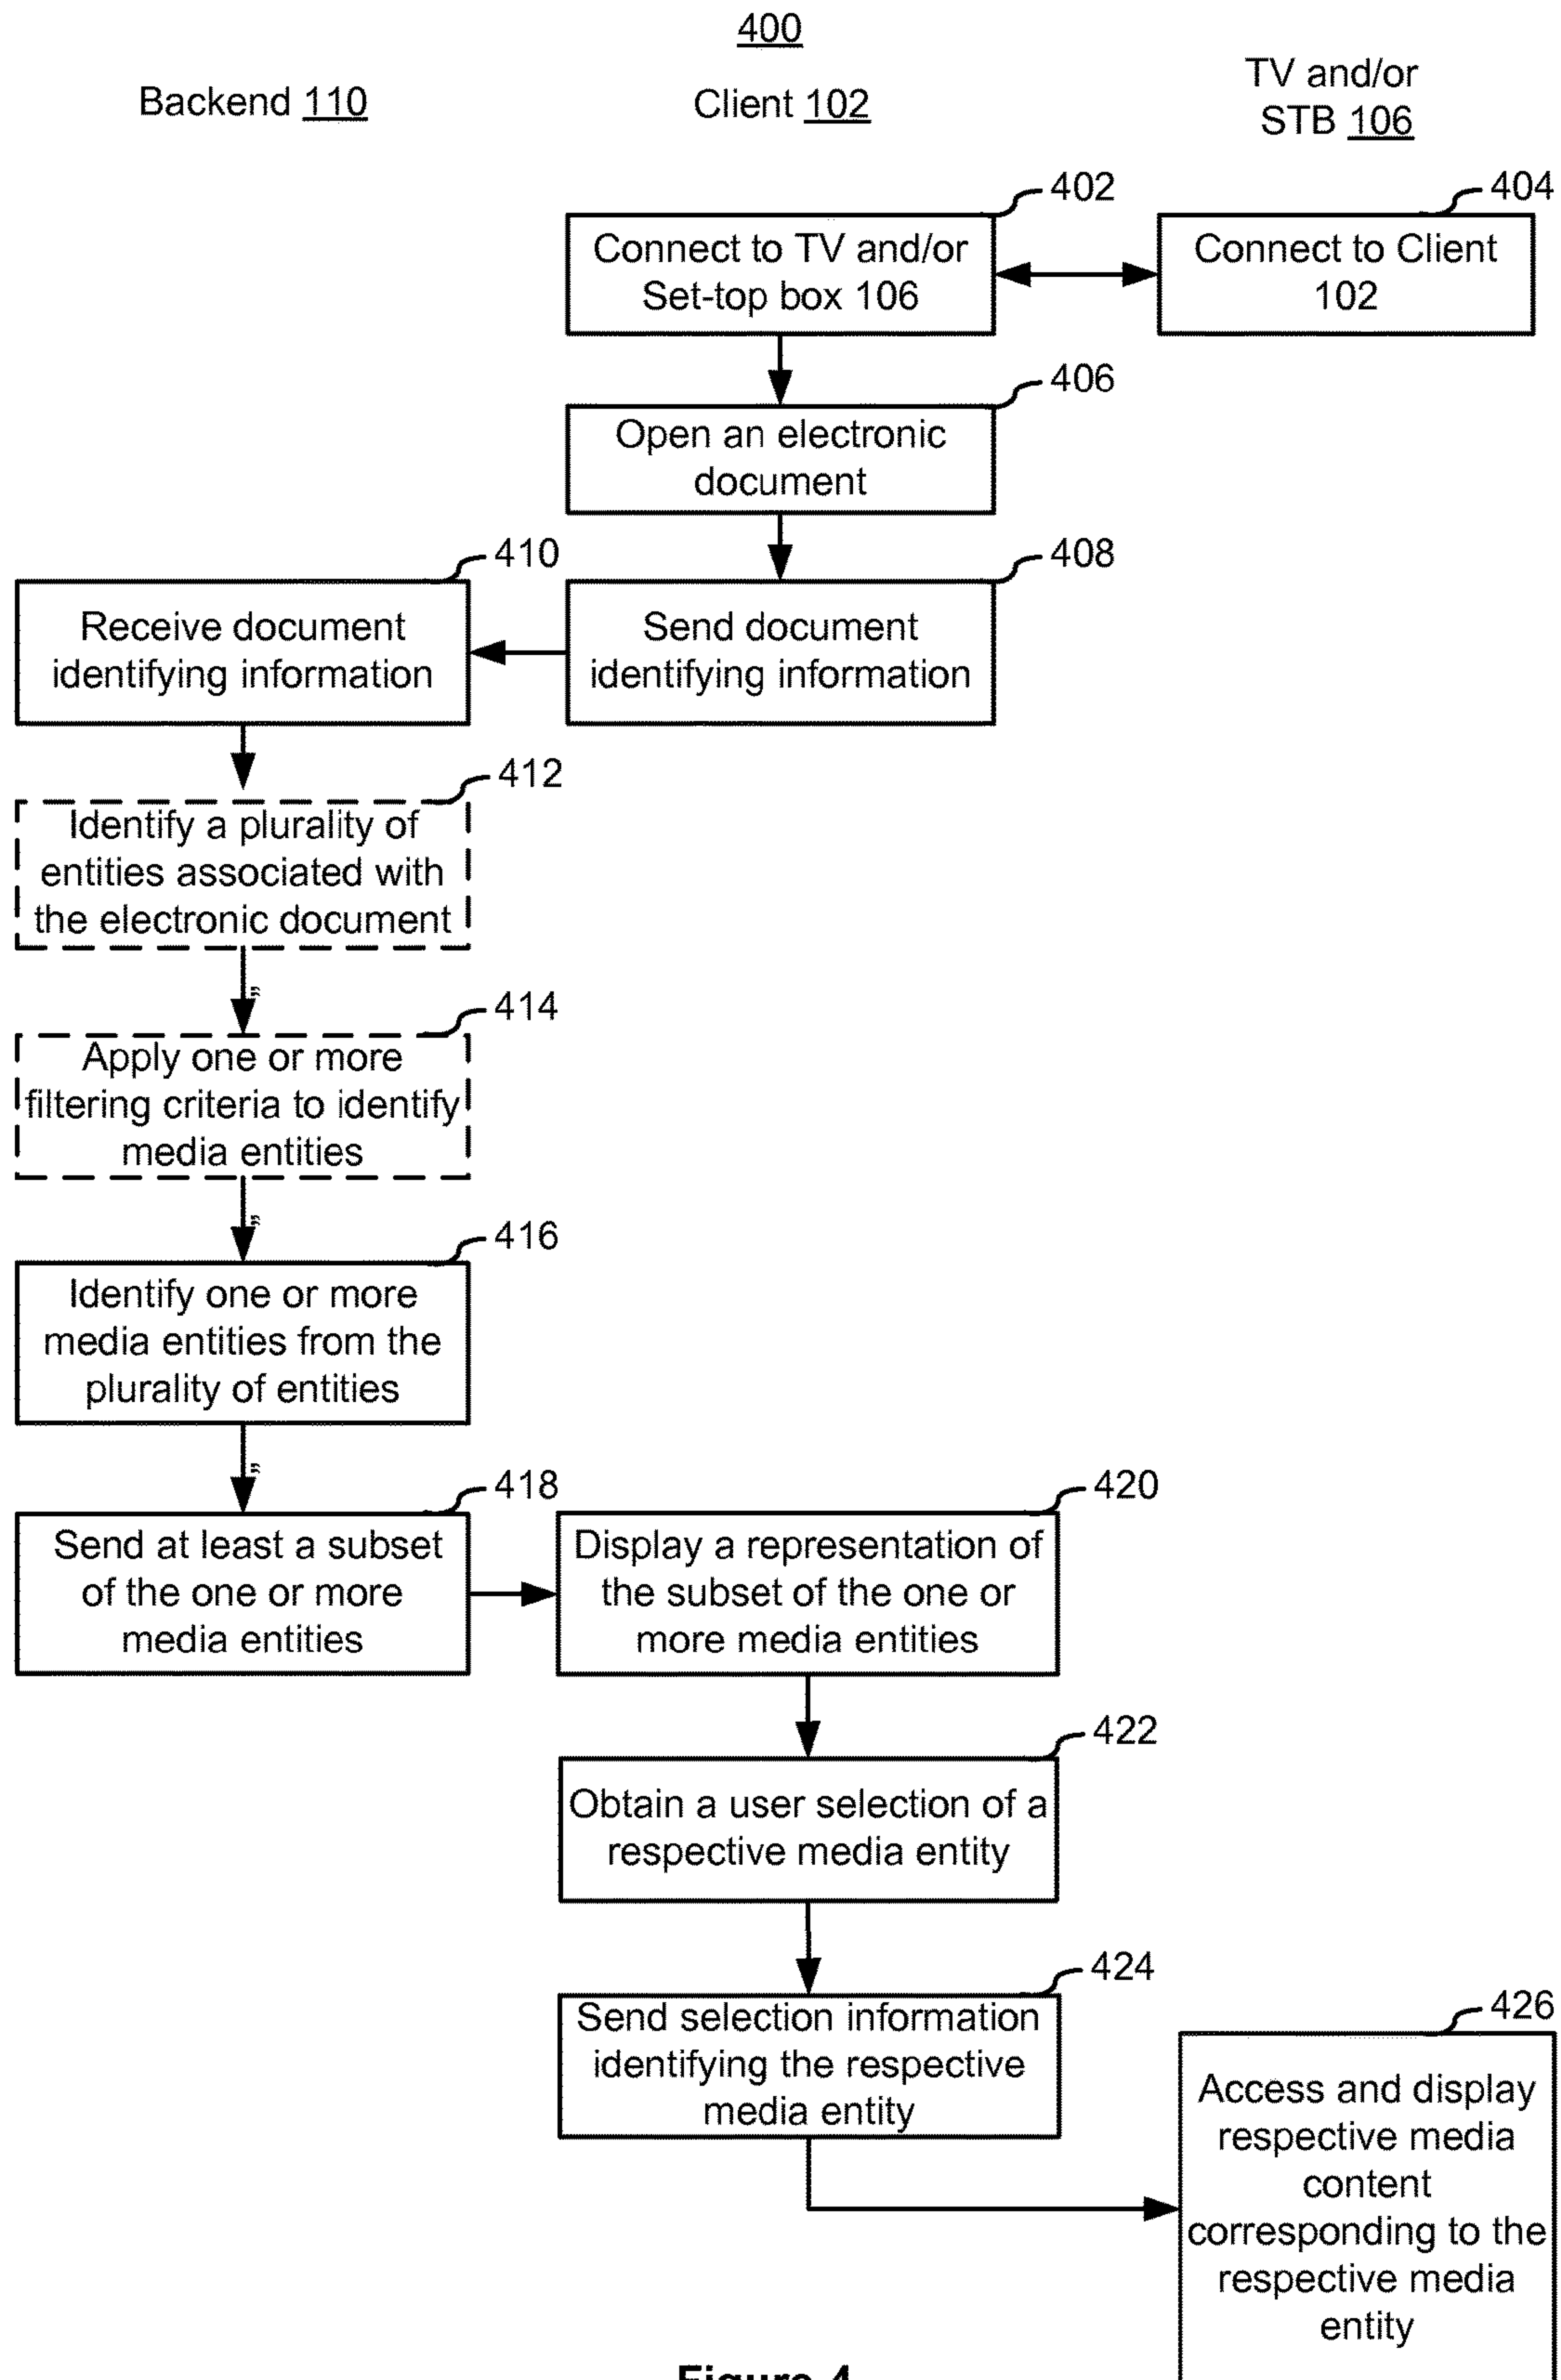 400
Backend 110
Client 102
TV and/or
STB 106
402
Connect to TV and/or
Set-top box 106
404
Connect to Client
102
406
Open an electronic
document
408
Send document
identifying information
410
Receive document
identifying information
412
Identify a plurality of
entities associated with
the electronic document
”
414
Apply one or more
filtering criteria to identify
media entities
”
416
Identify one or more
media entities from the
plurality of entities
”
418
Send at least a subset
of the one or more
media entities
420
Display a representation of
the subset of the one or
more media entities
422
Obtain a user selection of a
respective media entity
424
Send selection information
identifying the respective
media entity
426
Access and display
respective media
content
corresponding to the
respective media
entity
Figure 4